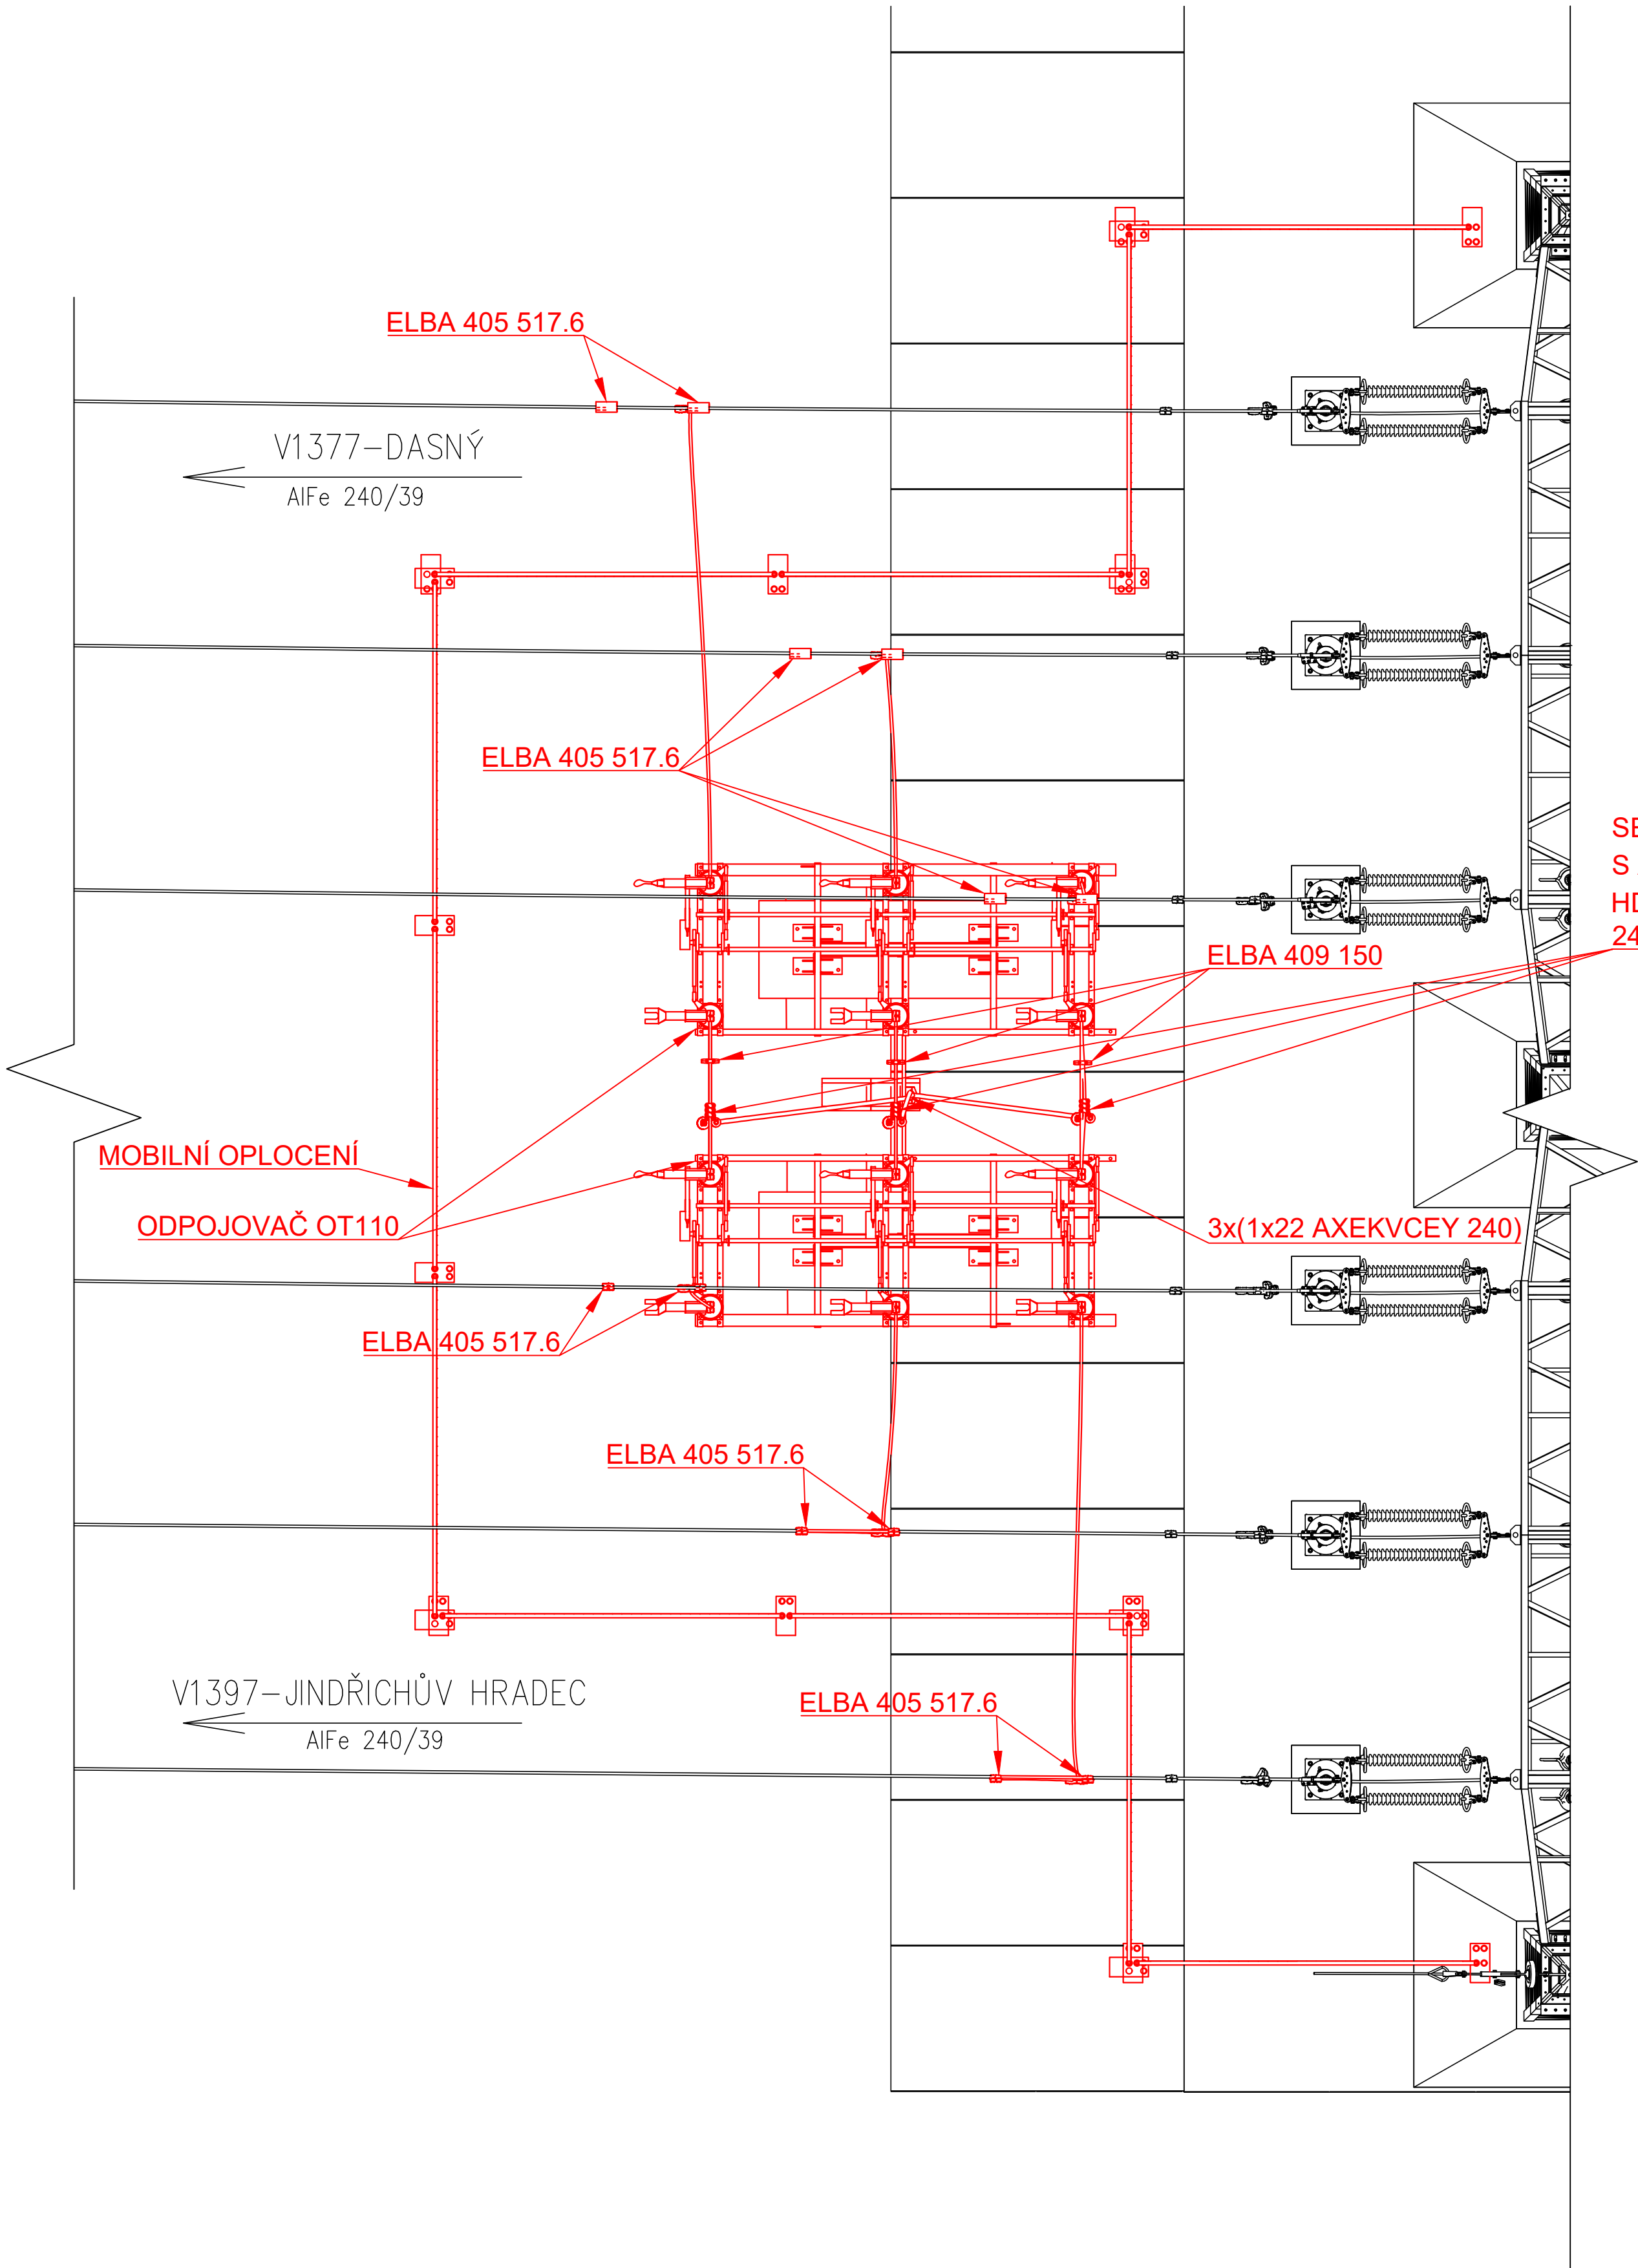 ELBA 405 517.6
V1377-DASNÝ
AlFe 240/39
ELBA 405 517.6
ELBA 409 150
MOBILNÍ OPLOCENÍ
ODPOJOVAČ OT110
3x(1x22 AXEKVCEY 240)
ELBA 405 517.6
ELBA 405 517.6
V1397-JINDŘICHŮV HRADEC
AlFe 240/39
ELBA 405 517.6